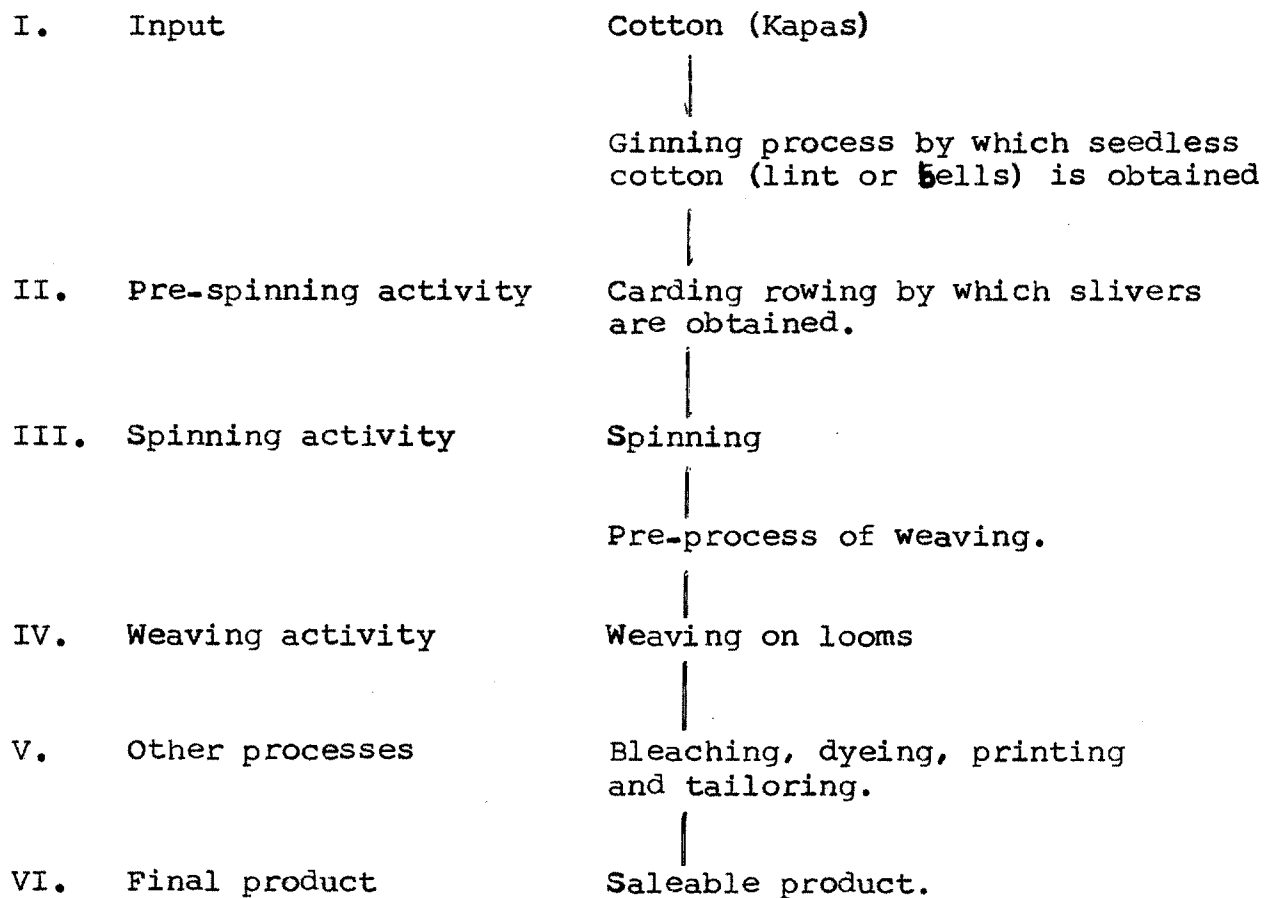 I. Input Cotton (Kapas)
Ginning process by which seedless
cotton (lint or bells) is obtained
II. Pre-spinning activity Carding rowing by which slivers
are obtained.
III. Spinning activity Spinning
Pre-process of weaving.
IV. Weaving activity Weaving on looms
V. Other processes Bleaching, dyeing, printing
and tailoring.
VI. Final product Saleable product.